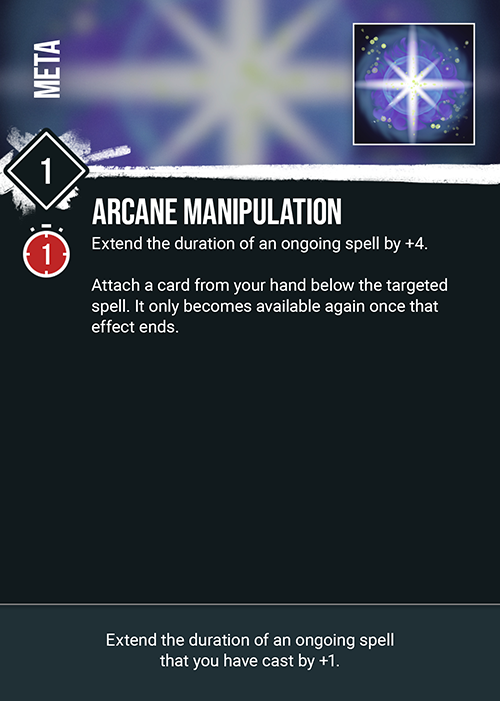 META
1
ARCANE MANIPULATION
1
Extend the duration of an ongoing spell by +4.
Attach a card from your hand below the targeted
spell. It only becomes available again once that
effect ends.
Extend the duration of an ongoing spell
that you have cast by +1.